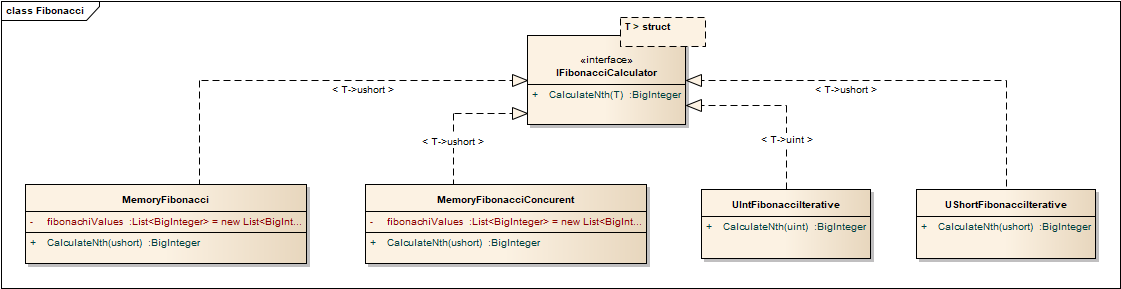 class Fibonacci
T > struct
«interface»
IFibonacciCalculator
+ CalculateNth(T) :BigInteger
< T->ushort >
< T->ushort >
< T->ushort >
< T->uint >
MemoryFibonacci
- fibonachiValues :List<BigInteger> = new List<BigInt...
+ CalculateNth(ushort) :BigInteger
MemoryFibonacciConcurent
- fibonachiValues :List<BigInteger> = new List<BigInt...
+ CalculateNth(ushort) :BigInteger
UIntFibonacciIterative
+ CalculateNth(uint) :BigInteger
UShortFibonacciIterative
+ CalculateNth(ushort) :BigInteger